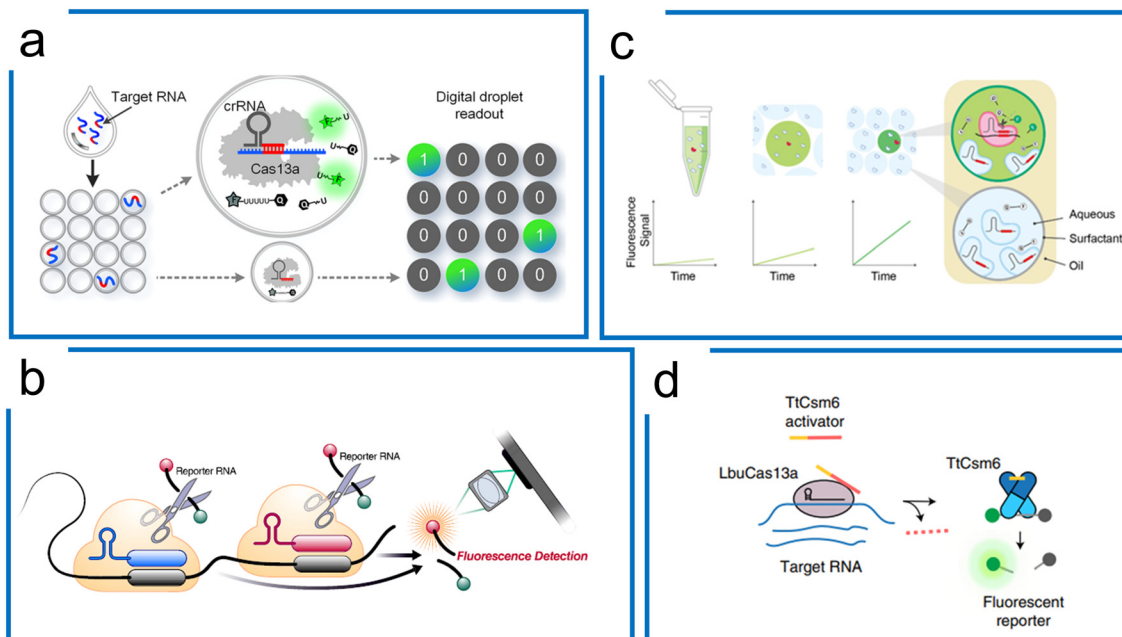 a
Target RNA
crRNA
Cas13a
U
U
Q
F
UUUUU
Q
Q
U
Digital droplet
readout
1 0 0 0
0 0 0 0
0 0 0 1
0 1 0 0
c
Fluorescence
Signal
Time
Time
Time
Aqueous
Surfactant
Oil
b
Reporter RNA
Reporter RNA
Fluorescence Detection
d
TtCsm6
activator
LbuCas13a
TtCsm6
Target RNA
Fluorescent
reporter